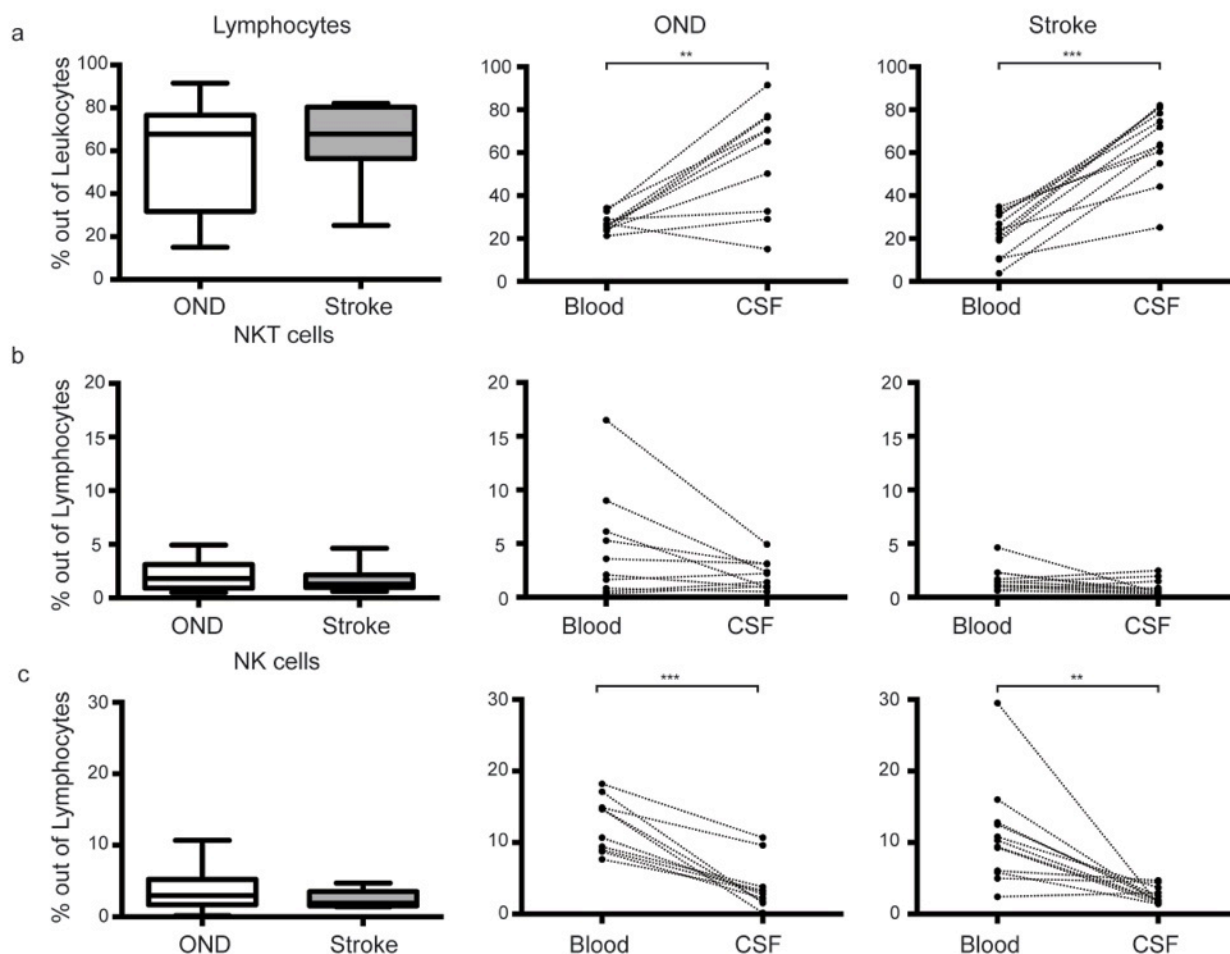 a
Lymphocytes
OND
Stroke
**
***
% out of Leukocytes
100
80
60
40
20
0
OND
Stroke
100
80
60
40
20
0
Blood
CSF
100
80
60
40
20
0
Blood
CSF
NKT cells
b
% out of Lymphocytes
20
15
10
5
0
OND
Stroke
20
15
10
5
0
Blood
CSF
20
15
10
5
0
Blood
CSF
NK cells
c
***
**
% out of Lymphocytes
30
20
10
0
OND
Stroke
30
20
10
0
Blood
CSF
30
20
10
0
Blood
CSF